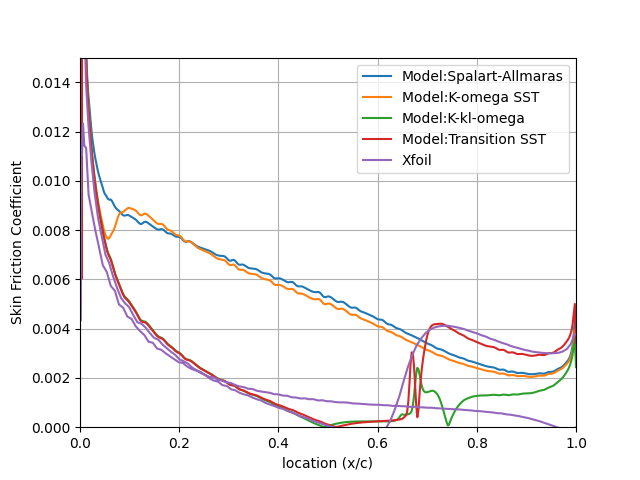 0.014
0.012
0.010
0.008
0.006
0.004
0.002
0.000
Skin Friction Coefficient
Model:Spalart-Allmaras
Model:K-omega SST
Model:K-kl-omega
Model:Transition SST
Xfoil
0.0 0.2 0.4 0.6 0.8 1.0
location (x/c)